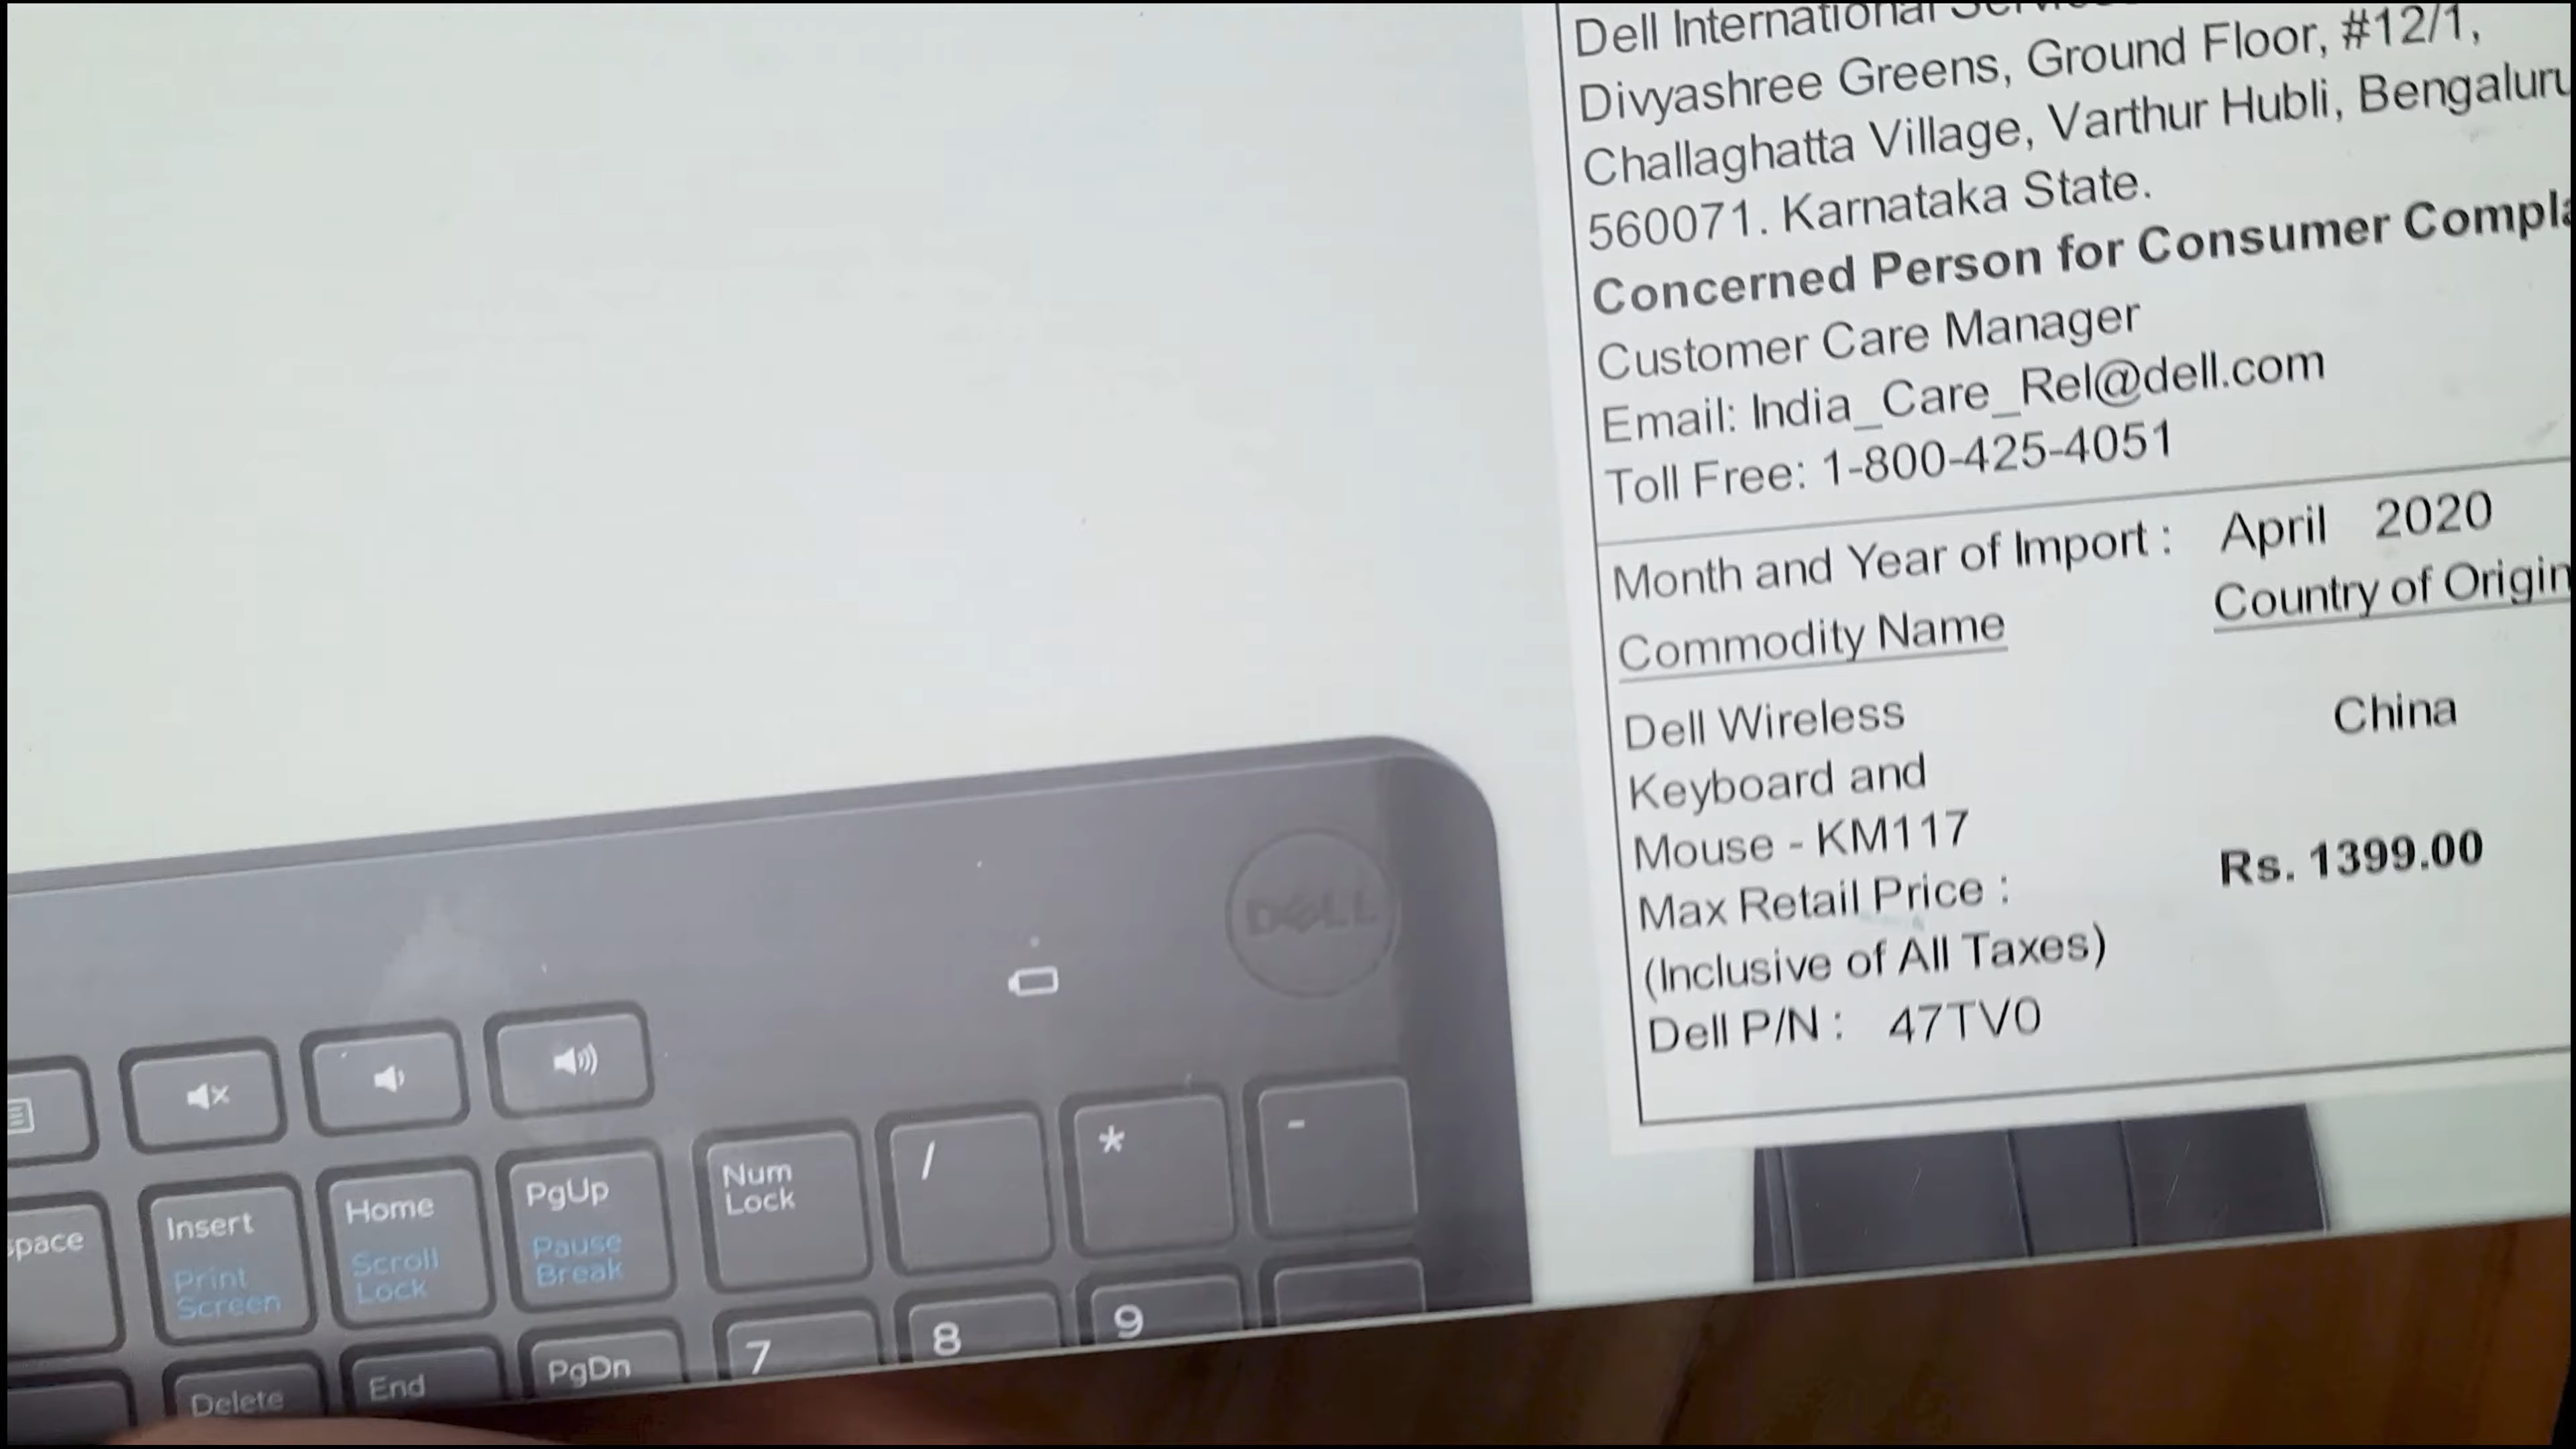 Dell International
Divyashree Greens, Ground Floor, #12/1,
Challaghatta Village, Varthur Hubli, Bengaluru
560071. Karnataka State.
Concerned Person for Consumer Compla
Customer Care Manager
Email: India_Care_Rel@dell.com
Toll Free: 1-800-425-4051
Month and Year of Import : April 2020
Commodity Name Country of Origin
Dell Wireless China
Keyboard and
Mouse - KM117
Max Retail Price : Rs. 1399.00
(Inclusive of All Taxes)
Dell P/N : 47TV0
DELL
pace
Insert
Print
Screen
Home
Scroll
Lock
PgUp
Pause
Break
Num
Lock
/
*
-
Delete
End
PgDn
7
8
9